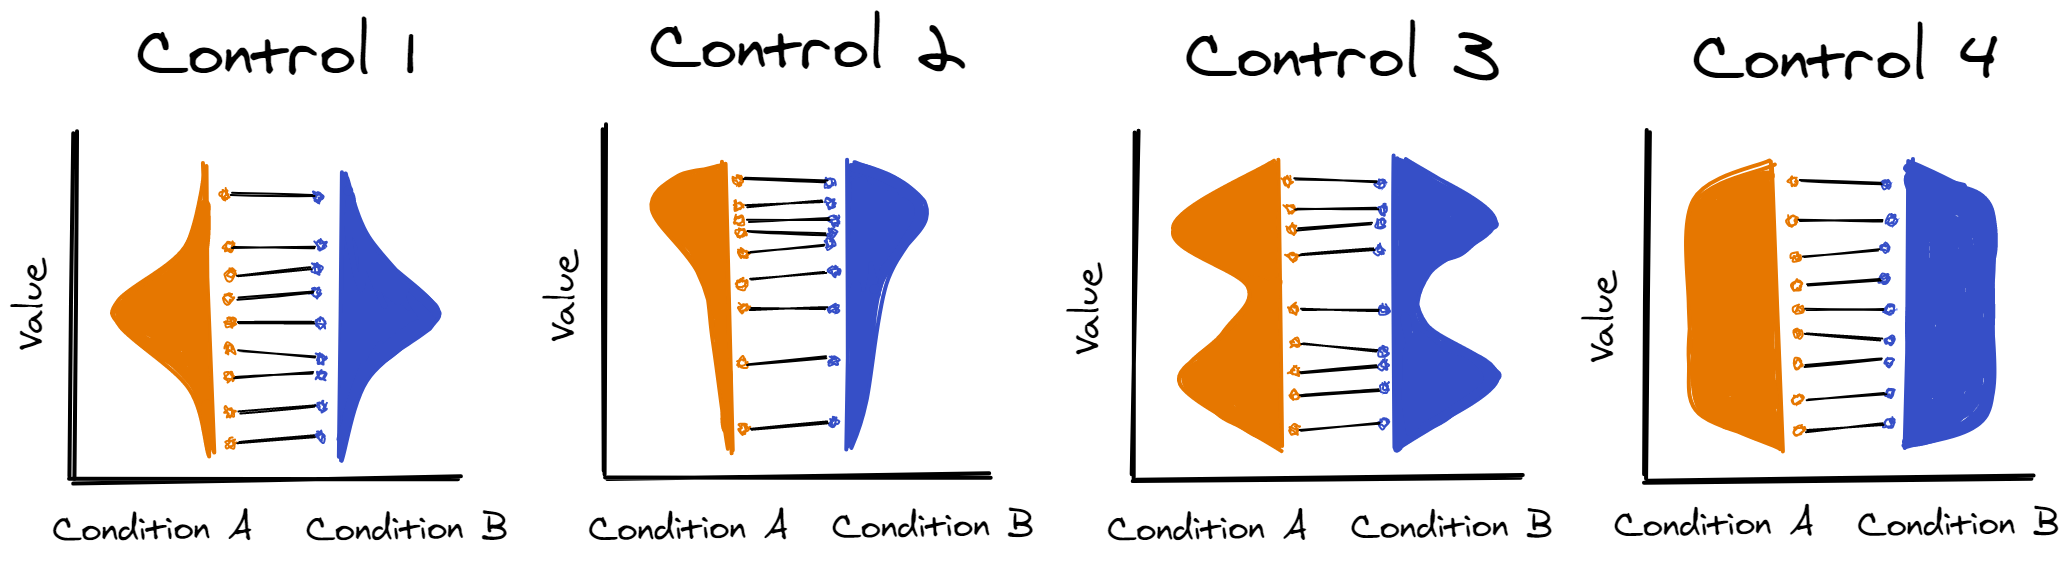 Control 1
Control 2
Control 3
Control 4
Value
Value
Value
Value
Condition A
Condition B
Condition A
Condition B
Condition A
Condition B
Condition A
Condition B